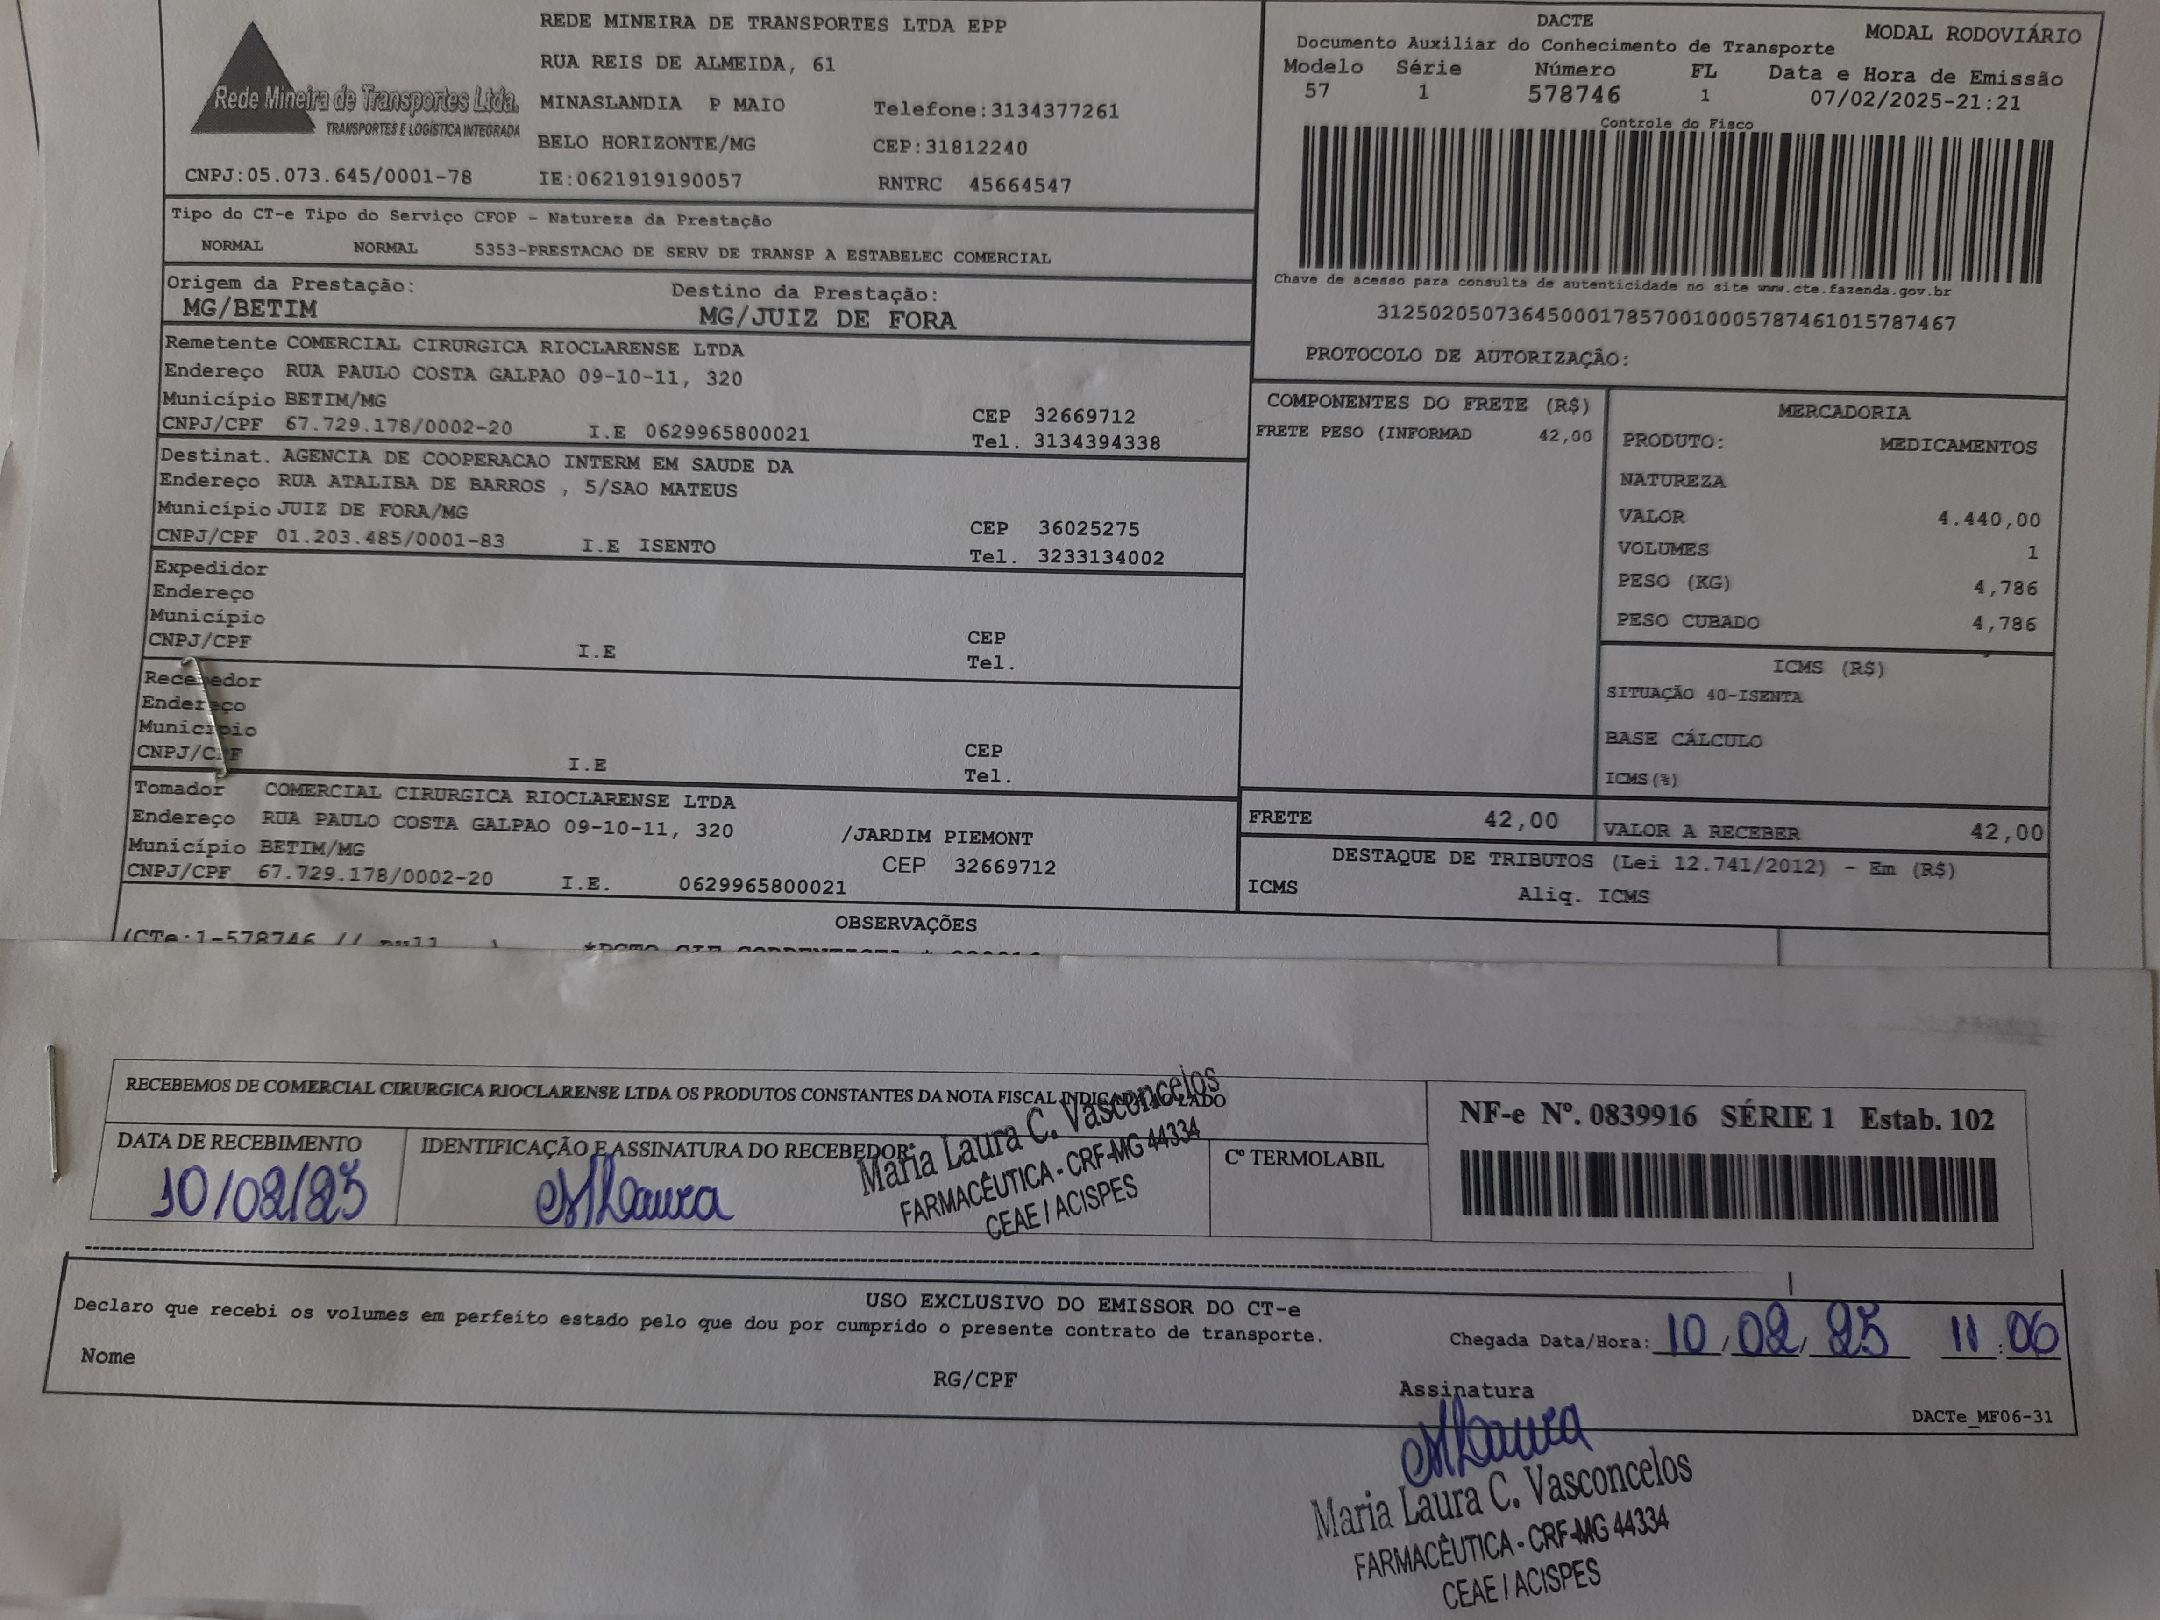 REDE MINEIRA DE TRANSPORTES LTDA EPP
RUA REIS DE ALMEIDA, 61
MINASLANDIA P MAIO Telefone:3134377261
BELO HORIZONTE/MG CEP:31812240
Rede Mineira de Transportes Ltda.
TRANSPORTES E LOGÍSTICA INTEGRADA
CNPJ:05.073.645/0001-78 IE:0621919190057 RNTRC 45664547
DACTE MODAL RODOVIÁRIO
Documento Auxiliar do Conhecimento de Transporte
Modelo Série Número FL Data e Hora de Emissão
57 1 578746 1 07/02/2025-21:21
Controle do Fisco
Chave de acesso para consulta de autenticidade no site www.cte.fazenda.gov.br
31250205073645000178570010005787461015787467
PROTOCOLO DE AUTORIZAÇÃO:
Tipo do CT-e Tipo do Serviço CFOP - Natureza da Prestação
NORMAL NORMAL 5353-PRESTACAO DE SERV DE TRANSP A ESTABELEC COMERCIAL
Origem da Prestação: Destino da Prestação:
MG/BETIM MG/JUIZ DE FORA
Remetente COMERCIAL CIRURGICA RIOCLARENSE LTDA
Endereço RUA PAULO COSTA GALPAO 09-10-11, 320
Município BETIM/MG CEP 32669712
CNPJ/CPF 67.729.178/0002-20 I.E 0629965800021 Tel. 3134394338
Destinat. AGENCIA DE COOPERACAO INTERM EM SAUDE DA
Endereço RUA ATALIBA DE BARROS , 5/SAO MATEUS
Município JUIZ DE FORA/MG CEP 36025275
CNPJ/CPF 01.203.485/0001-83 I.E ISENTO Tel. 3233134002
Expedidor
Endereço
Município CEP
CNPJ/CPF I.E Tel.
Recebedor
Endereço
Município CEP
CNPJ/CPF I.E Tel.
Tomador COMERCIAL CIRURGICA RIOCLARENSE LTDA
Endereço RUA PAULO COSTA GALPAO 09-10-11, 320 /JARDIM PIEMONT
Município BETIM/MG CEP 32669712
CNPJ/CPF 67.729.178/0002-20 I.E. 0629965800021
COMPONENTES DO FRETE (R$)
FRETE PESO (INFORMAD 42,00
MERCADORIA
PRODUTO: MEDICAMENTOS
NATUREZA
VALOR 4.440,00
VOLUMES 1
PESO (KG) 4,786
PESO CUBADO 4,786
ICMS (R$)
SITUAÇÃO 40-ISENTA
BASE CÁLCULO
ICMS(%)
FRETE 42,00 VALOR A RECEBER 42,00
DESTAQUE DE TRIBUTOS (Lei 12.741/2012) - Em (R$)
ICMS Aliq. ICMS
OBSERVAÇÕES
(CTe:1-578746 //
RECEBEMOS DE COMERCIAL CIRURGICA RIOCLARENSE LTDA OS PRODUTOS CONSTANTES DA NOTA FISCAL INDICADA AO LADO
DATA DE RECEBIMENTO IDENTIFICAÇÃO E ASSINATURA DO RECEBEDOR: Cº TERMOLABIL
10/02/25 MLaura
Maria Laura C. Vasconcelos
FARMACÊUTICA - CRF-MG 44334
CEAE / ACISPES
NF-e Nº. 0839916 SÉRIE 1 Estab. 102
USO EXCLUSIVO DO EMISSOR DO CT-e
Declaro que recebi os volumes em perfeito estado pelo que dou por cumprido o presente contrato de transporte.
Chegada Data/Hora: 10/02/25 11:06
Nome RG/CPF Assinatura
MLaura
DACTe_MF06-31
Maria Laura C. Vasconcelos
FARMACÊUTICA - CRF-MG 44334
CEAE / ACISPES